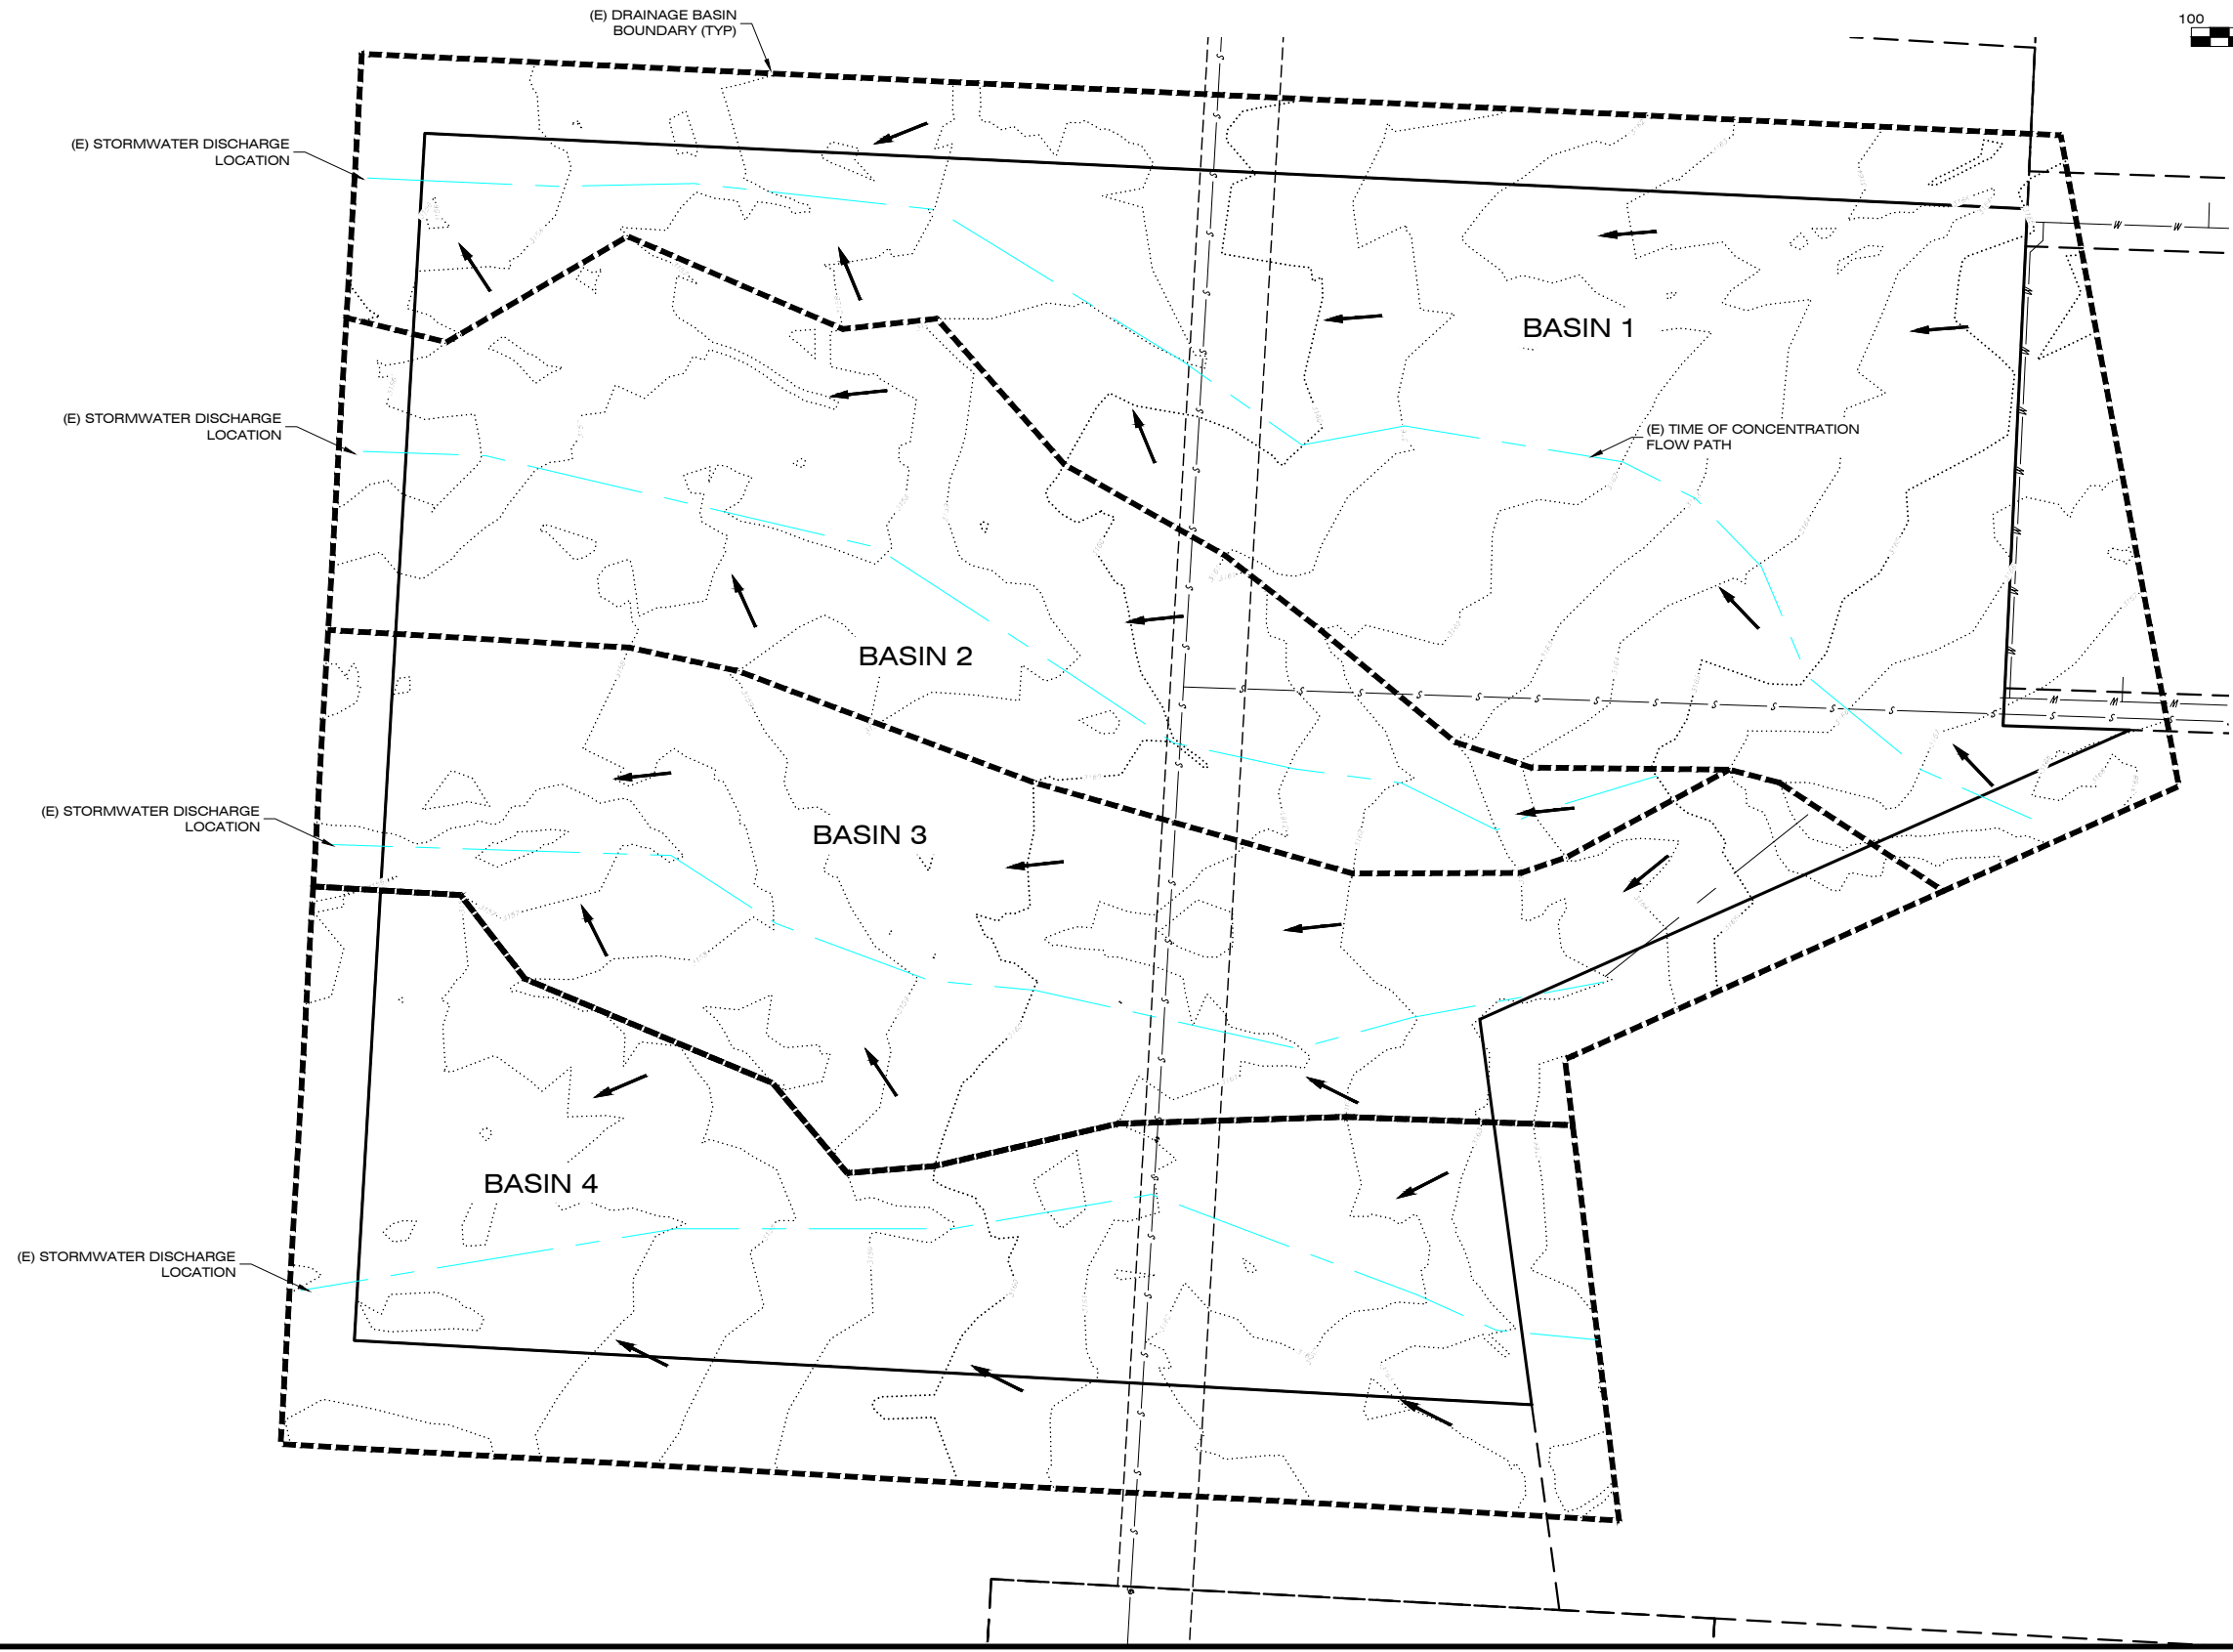 (E) DRAINAGE BASIN
BOUNDARY (TYP)
100
(E) STORMWATER DISCHARGE
LOCATION
BASIN 1
(E) STORMWATER DISCHARGE
LOCATION
(E) TIME OF CONCENTRATION
FLOW PATH
BASIN 2
(E) STORMWATER DISCHARGE
LOCATION
BASIN 3
BASIN 4
(E) STORMWATER DISCHARGE
LOCATION